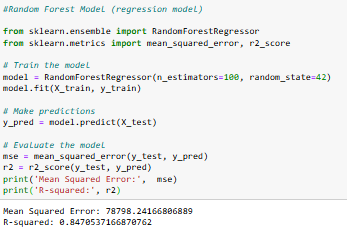 #Random Forest Model (regression model)
from sklearn.ensemble import RandomForestRegressor
from sklearn.metrics import mean_squared_error, r2_score
# Train the model
model = RandomForestRegressor(n_estimators=100, random_state=42)
model.fit(X_train, y_train)
# Make predictions
y_pred = model.predict(X_test)
# Evaluate the model
mse = mean_squared_error(y_test, y_pred)
r2 = r2_score(y_test, y_pred)
print('Mean Squared Error:', mse)
print('R-squared:', r2)
Mean Squared Error: 78798.24166806889
R-squared: 0.8470537166870762